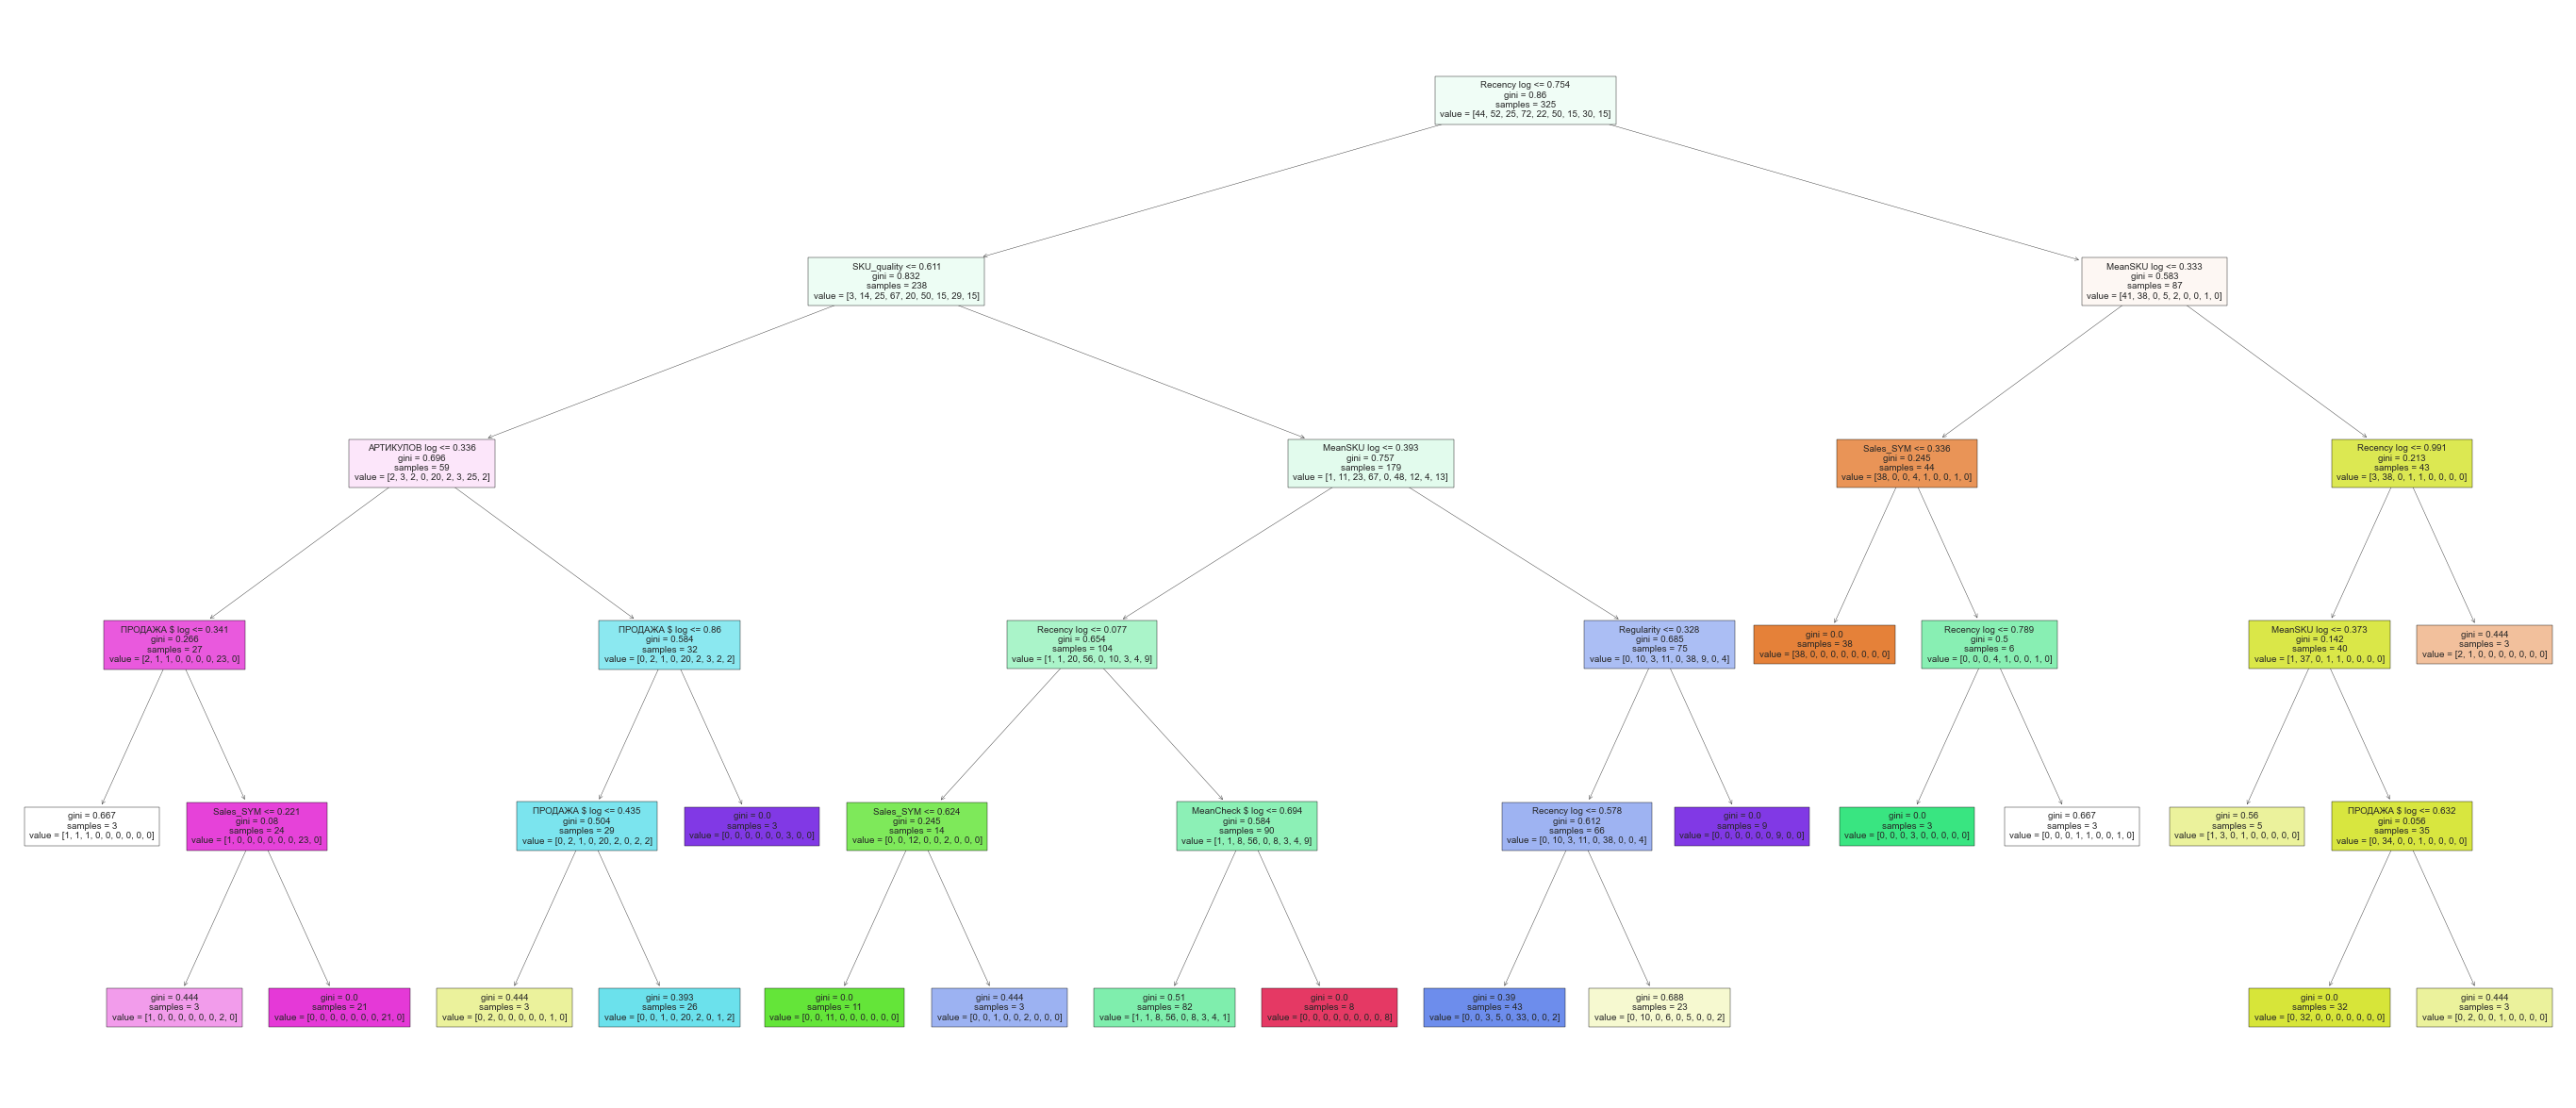 Recency log <= 0.754
gini = 0.86
samples = 325
value = [44, 52, 25, 72, 22, 50, 15, 30, 15]
SKU_quality <= 0.611
gini = 0.832
samples = 238
value = [3, 14, 25, 67, 20, 50, 15, 29, 15]
MeanSKU log <= 0.333
gini = 0.583
samples = 87
value = [41, 38, 0, 5, 2, 0, 0, 1, 0]
АРТИКУЛОВ log <= 0.336
gini = 0.696
samples = 59
value = [2, 3, 2, 0, 20, 2, 3, 25, 2]
MeanSKU log <= 0.393
gini = 0.757
samples = 179
value = [1, 11, 23, 67, 0, 48, 12, 4, 13]
Sales_SYM <= 0.336
gini = 0.245
samples = 44
value = [38, 0, 0, 4, 1, 0, 0, 1, 0]
Recency log <= 0.991
gini = 0.213
samples = 43
value = [3, 38, 0, 1, 1, 0, 0, 0, 0]
ПРОДАЖА $ log <= 0.341
gini = 0.266
samples = 27
value = [2, 1, 1, 0, 0, 0, 0, 23, 0]
ПРОДАЖА $ log <= 0.86
gini = 0.584
samples = 32
value = [0, 2, 1, 0, 20, 2, 3, 2, 2]
Recency log <= 0.077
gini = 0.654
samples = 104
value = [1, 1, 20, 56, 0, 10, 3, 4, 9]
Regularity <= 0.328
gini = 0.685
samples = 75
value = [0, 10, 3, 11, 0, 38, 9, 0, 4]
gini = 0.0
samples = 38
value = [38, 0, 0, 0, 0, 0, 0, 0, 0]
Recency log <= 0.789
gini = 0.5
samples = 6
value = [0, 0, 0, 4, 1, 0, 0, 1, 0]
MeanSKU log <= 0.373
gini = 0.142
samples = 40
value = [1, 37, 0, 1, 1, 0, 0, 0, 0]
gini = 0.444
samples = 3
value = [2, 1, 0, 0, 0, 0, 0, 0, 0]
gini = 0.667
samples = 3
value = [1, 1, 1, 0, 0, 0, 0, 0, 0]
Sales_SYM <= 0.221
gini = 0.08
samples = 24
value = [1, 0, 0, 0, 0, 0, 0, 23, 0]
ПРОДАЖА $ log <= 0.435
gini = 0.504
samples = 29
value = [0, 2, 1, 0, 20, 2, 0, 2, 2]
gini = 0.0
samples = 3
value = [0, 0, 0, 0, 0, 0, 3, 0, 0]
Sales_SYM <= 0.624
gini = 0.245
samples = 14
value = [0, 0, 12, 0, 0, 2, 0, 0, 0]
MeanCheck $ log <= 0.694
gini = 0.584
samples = 90
value = [1, 1, 8, 56, 0, 8, 3, 4, 9]
Recency log <= 0.578
gini = 0.612
samples = 66
value = [0, 10, 3, 11, 0, 38, 0, 0, 4]
gini = 0.0
samples = 9
value = [0, 0, 0, 0, 0, 0, 9, 0, 0]
gini = 0.0
samples = 3
value = [0, 0, 0, 3, 0, 0, 0, 0, 0]
gini = 0.667
samples = 3
value = [0, 0, 0, 1, 1, 0, 0, 1, 0]
gini = 0.56
samples = 5
value = [1, 3, 0, 1, 0, 0, 0, 0, 0]
ПРОДАЖА $ log <= 0.632
gini = 0.056
samples = 35
value = [0, 34, 0, 0, 1, 0, 0, 0, 0]
gini = 0.444
samples = 3
value = [1, 0, 0, 0, 0, 0, 0, 2, 0]
gini = 0.0
samples = 21
value = [0, 0, 0, 0, 0, 0, 0, 21, 0]
gini = 0.444
samples = 3
value = [0, 2, 0, 0, 0, 0, 0, 1, 0]
gini = 0.393
samples = 26
value = [0, 0, 1, 0, 20, 2, 0, 1, 2]
gini = 0.0
samples = 11
value = [0, 0, 11, 0, 0, 0, 0, 0, 0]
gini = 0.444
samples = 3
value = [0, 0, 1, 0, 0, 2, 0, 0, 0]
gini = 0.51
samples = 82
value = [1, 1, 8, 56, 0, 8, 3, 4, 1]
gini = 0.0
samples = 8
value = [0, 0, 0, 0, 0, 0, 0, 0, 8]
gini = 0.39
samples = 43
value = [0, 0, 3, 5, 0, 33, 0, 0, 2]
gini = 0.688
samples = 23
value = [0, 10, 0, 6, 0, 5, 0, 0, 2]
gini = 0.0
samples = 32
value = [0, 32, 0, 0, 0, 0, 0, 0, 0]
gini = 0.444
samples = 3
value = [0, 2, 0, 0, 1, 0, 0, 0, 0]